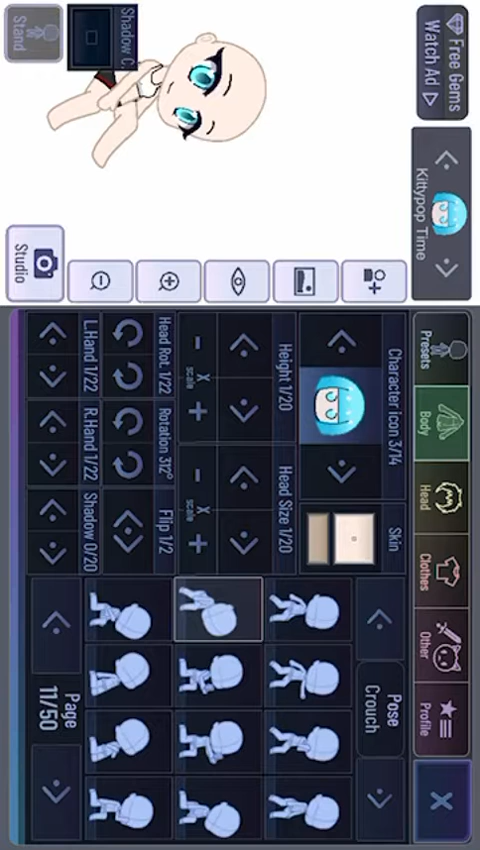 Free Gems
Watch Ad
Kittypop Time
Shadow C.
Stand
Studio
Presets
Body
Head
Clothes
Other
Profile
X
Character icon 3/14
Skin
Height 1/20
Head Size 1/20
- X scale +
- X scale +
Head Rot. 1/22
Rotation 312°
Flip 1/2
L.Hand 1/22
R.Hand 1/22
Shadow 0/20
Pose
Crouch
Page
11/50